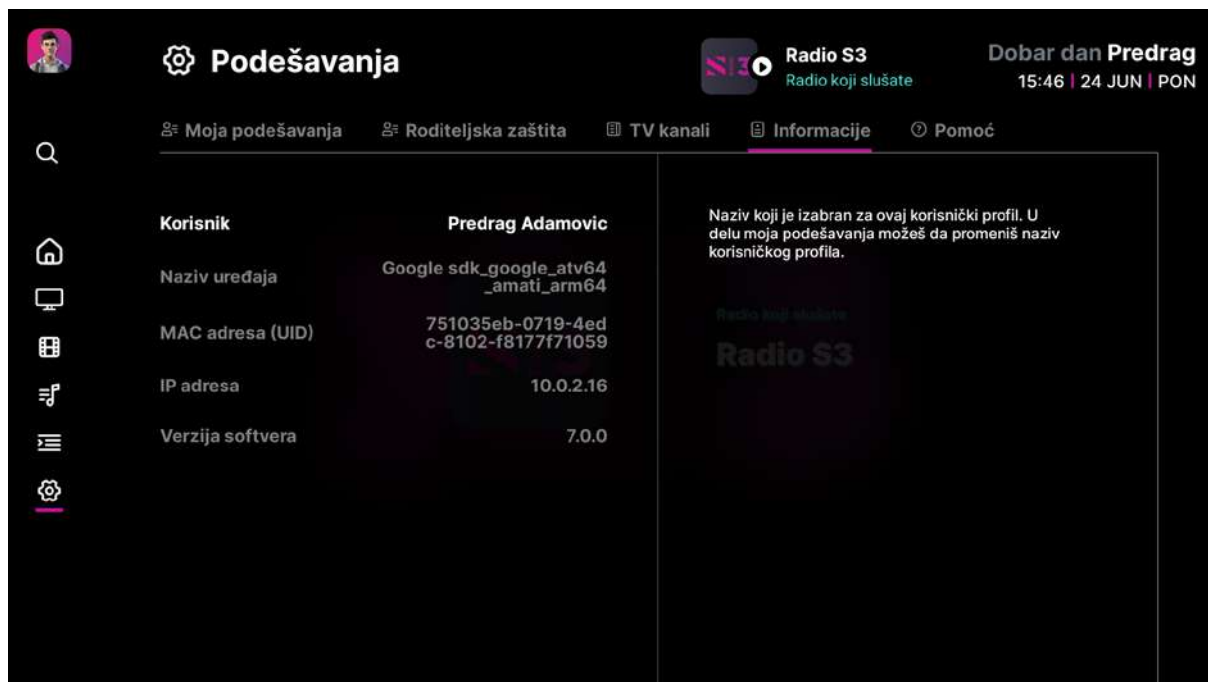 Podešavanja
S3
Radio S3
Radio koji slušate
Dobar dan Predrag
15:46 | 24 JUN | PON
Moja podešavanja
Roditeljska zaštita
TV kanali
Informacije
Pomoć
Korisnik
Predrag Adamovic
Naziv uređaja
Google sdk_google_atv64
_amati_arm64
MAC adresa (UID)
751035eb-0719-4ed
c-8102-f8177f71059
IP adresa
10.0.2.16
Verzija softvera
7.0.0
Naziv koji je izabran za ovaj korisnički profil. U
delu moja podešavanja možeš da promeniš naziv
korisničkog profila.
Radio koji slušate
Radio S3